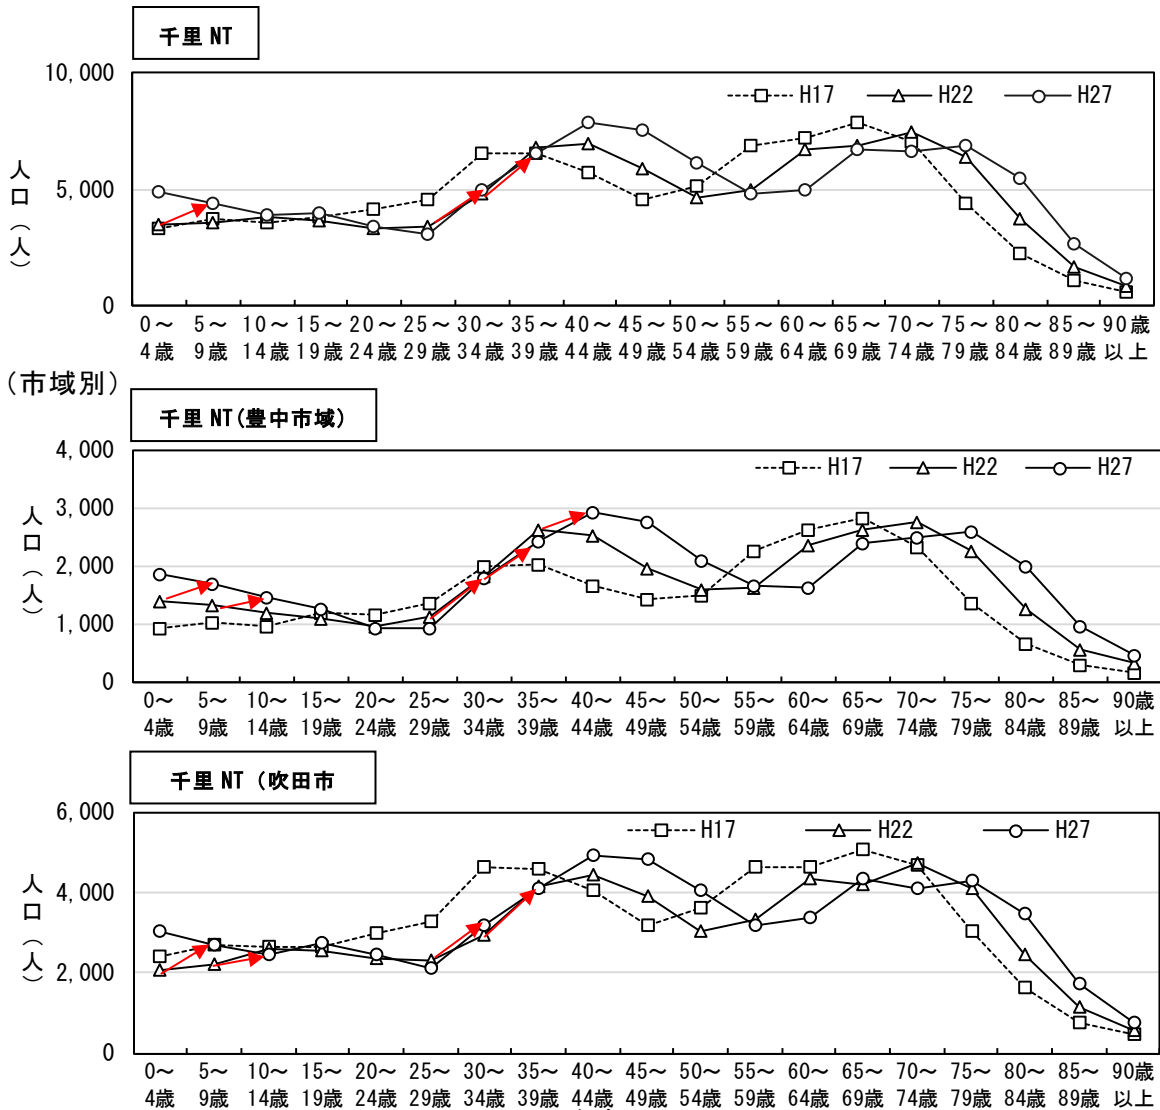 千里 NT
10,000
5,000
0
人口（人）
H17 H22 H27
0～ 5～ 10～ 15～ 20～ 25～ 30～ 35～ 40～ 45～ 50～ 55～ 60～ 65～ 70～ 75～ 80～ 85～ 90歳
4歳 9歳 14歳 19歳 24歳 29歳 34歳 39歳 44歳 49歳 54歳 59歳 64歳 69歳 74歳 79歳 84歳 89歳 以上
（市域別）
千里 NT（豊中市域）
4,000
3,000
2,000
1,000
0
人口（人）
H17 H22 H27
0～ 5～ 10～ 15～ 20～ 25～ 30～ 35～ 40～ 45～ 50～ 55～ 60～ 65～ 70～ 75～ 80～ 85～ 90歳
4歳 9歳 14歳 19歳 24歳 29歳 34歳 39歳 44歳 49歳 54歳 59歳 64歳 69歳 74歳 79歳 84歳 89歳 以上
千里 NT（吹田市
6,000
4,000
2,000
0
人口（人）
H17 H22 H27
0～ 5～ 10～ 15～ 20～ 25～ 30～ 35～ 40～ 45～ 50～ 55～ 60～ 65～ 70～ 75～ 80～ 85～ 90歳
4歳 9歳 14歳 19歳 24歳 29歳 34歳 39歳 44歳 49歳 54歳 59歳 64歳 69歳 74歳 79歳 84歳 89歳 以上